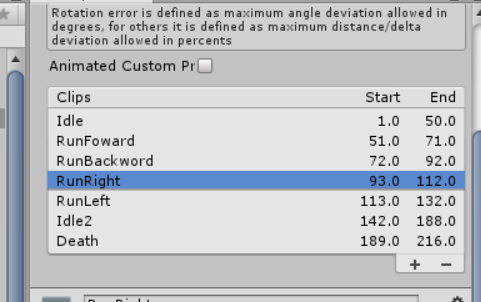 Rotation error is defined as maximum angle deviation allowed in
degrees, for others it is defined as maximum distance/delta
deviation allowed in percents
Animated Custom Pr
Clips Start End
Idle 1.0 50.0
RunFoward 51.0 71.0
RunBackword 72.0 92.0
RunRight 93.0 112.0
RunLeft 113.0 132.0
Idle2 142.0 188.0
Death 189.0 216.0
+ −